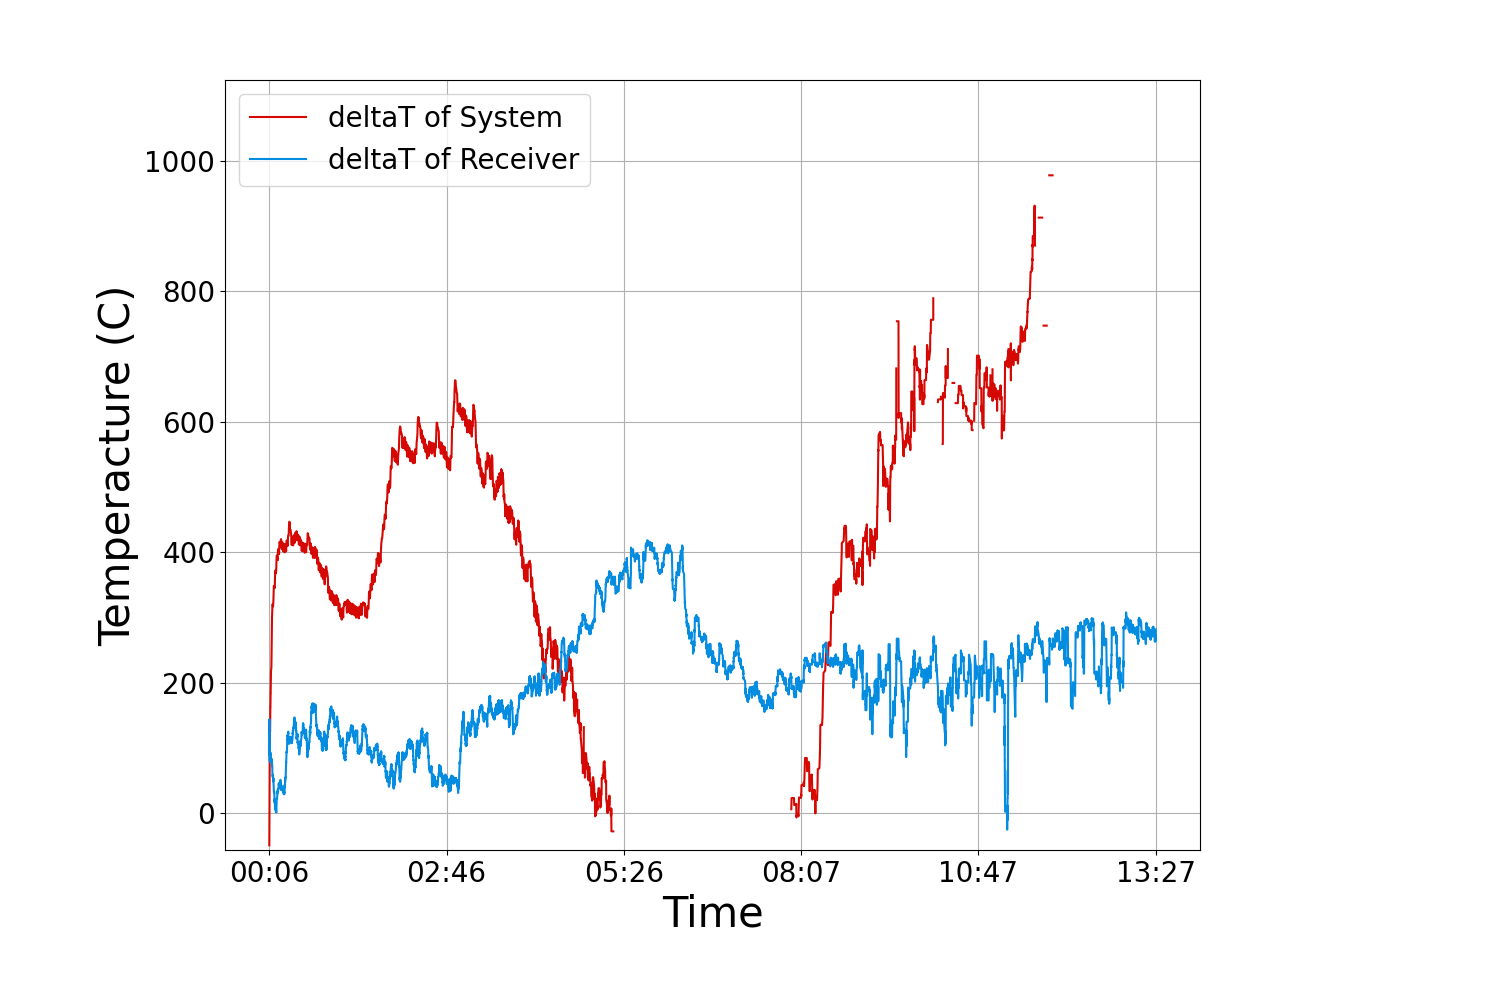 deltaT of System
deltaT of Receiver
1000
800
600
400
200
0
Temperacture (C)
00:06 02:46 05:26 08:07 10:47 13:27
Time